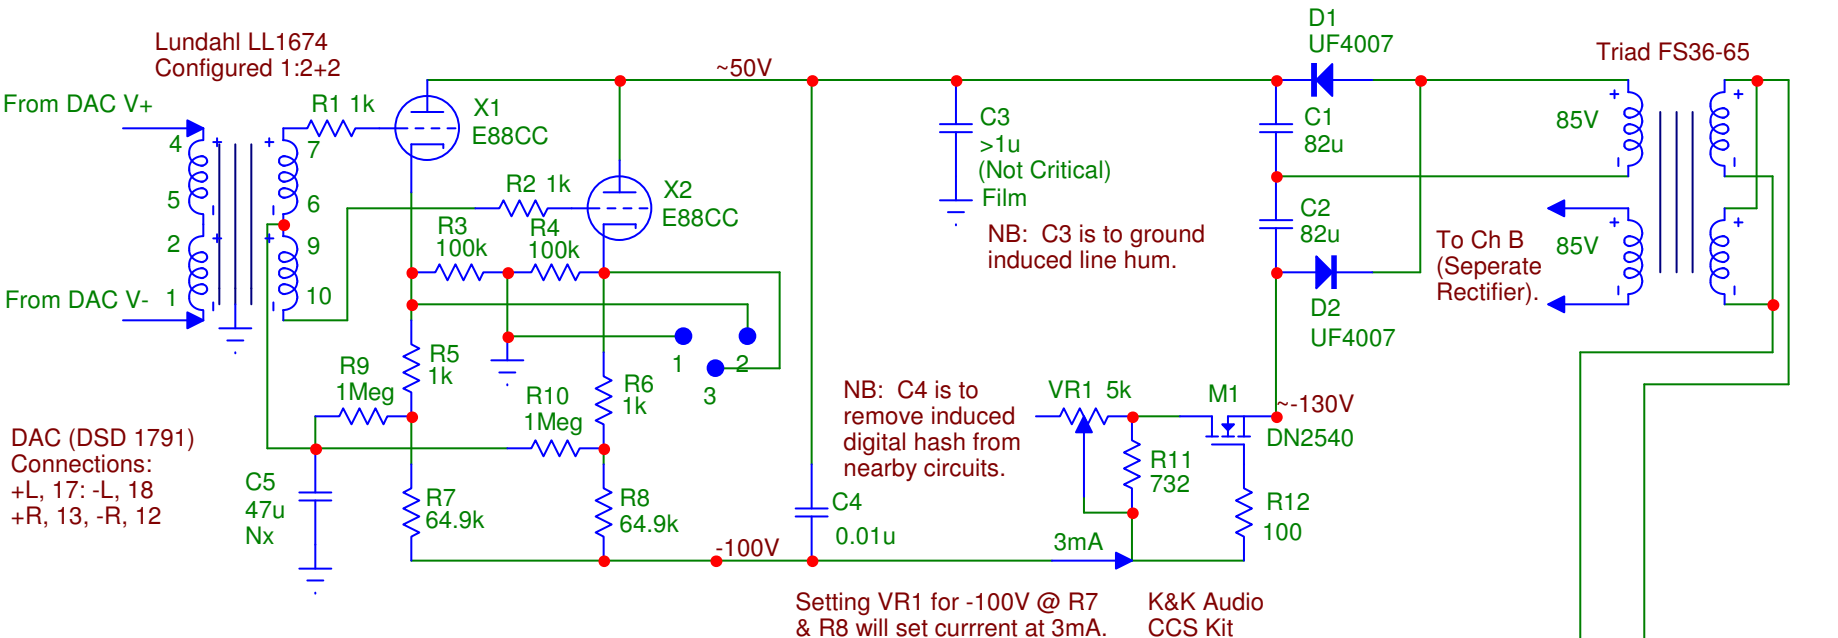 Lundahl LL1674
Configured 1:2+2
From DAC V+
4
5
2
1
From DAC V-
+
-
+
-
+
-
+
-
7
6
9
10
R1 1k
X1
E88CC
R2 1k
X2
E88CC
R3
100k
R4
100k
~50V
C3
>1u
(Not Critical)
Film
NB: C3 is to ground
induced line hum.
D1
UF4007
C1
82u
C2
82u
D2
UF4007
Triad FS36-65
85V
+
-
+
-
85V
+
-
+
-
To Ch B
(Seperate
Rectifier).
1
2
3
R5
1k
R9
1Meg
R10
1Meg
R6
1k
NB: C4 is to
remove induced
digital hash from
nearby circuits.
VR1 5k
M1
~-130V
DN2540
R11
732
R12
100
DAC (DSD 1791)
Connections:
+L, 17: -L, 18
+R, 13, -R, 12
C5
47u
Nx
R7
64.9k
R8
64.9k
C4
0.01u
-100V
3mA
Setting VR1 for -100V @ R7
& R8 will set currrent at 3mA.
K&K Audio
CCS Kit